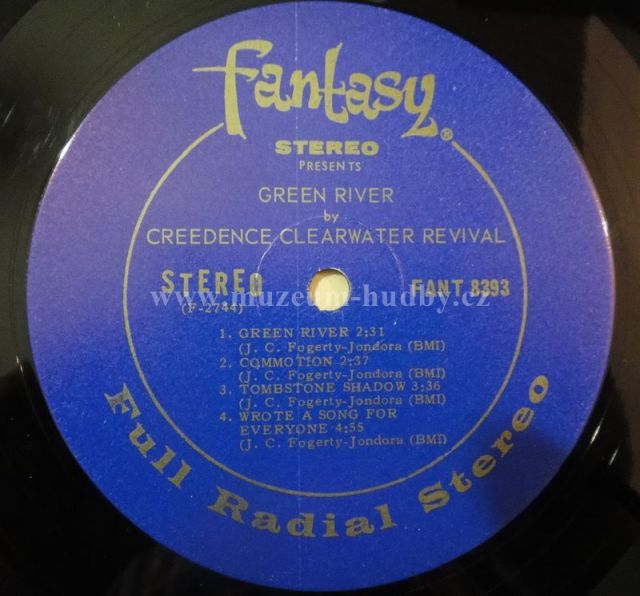 fantasy®
STEREO
PRESENTS
GREEN RIVER
by
CREEDENCE CLEARWATER REVIVAL
STEREO FANT. 8393
www.muzeum-hudby.cz
(F-2744)
1. GREEN RIVER 2:31
(J. C. Fogerty-Jondora (BMI)
2. COMMOTION 2:37
(J. C. Fogerty-Jondora (BMI)
3. TOMBSTONE SHADOW 3:36
(J. C. Fogerty-Jondora (BMI)
4. WROTE A SONG FOR
EVERYONE 4:55
(J. C. Fogerty-Jondora (BMI)
Full Radial Stereo